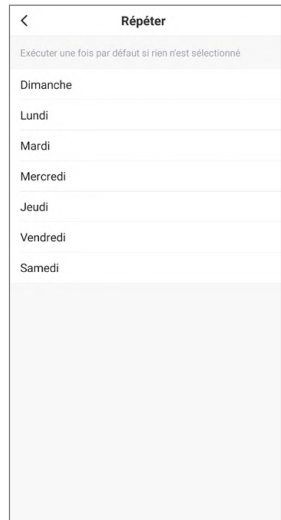 Répéter
Exécuter une fois par défaut si rien n'est sélectionné
Dimanche
Lundi
Mardi
Mercredi
Jeudi
Vendredi
Samedi